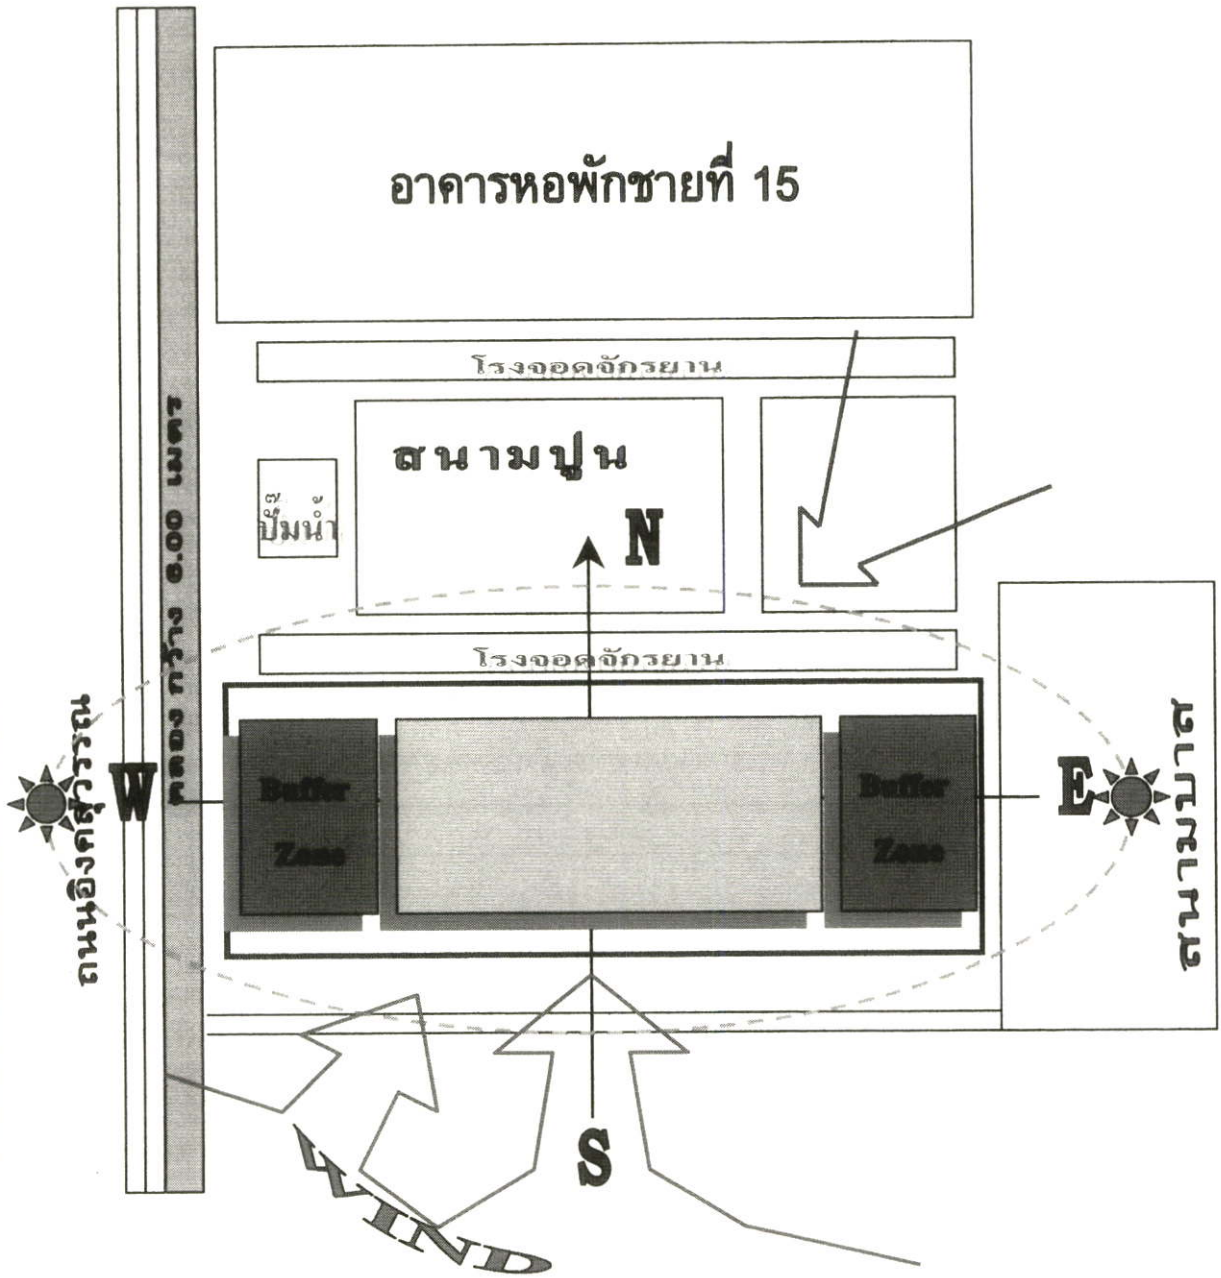 อาคารหอพักชายที่ 15
โรงจอดจักรยาน
สนามปูน
ปั๊มน้ำ
N
คลอง กว้าง 6.00 เมตร
โรงจอดจักรยาน
ถนนอิงคสุวรรณ
W
Buffer
Zone
Buffer
Zone
E
สนามบาส
S
WIND